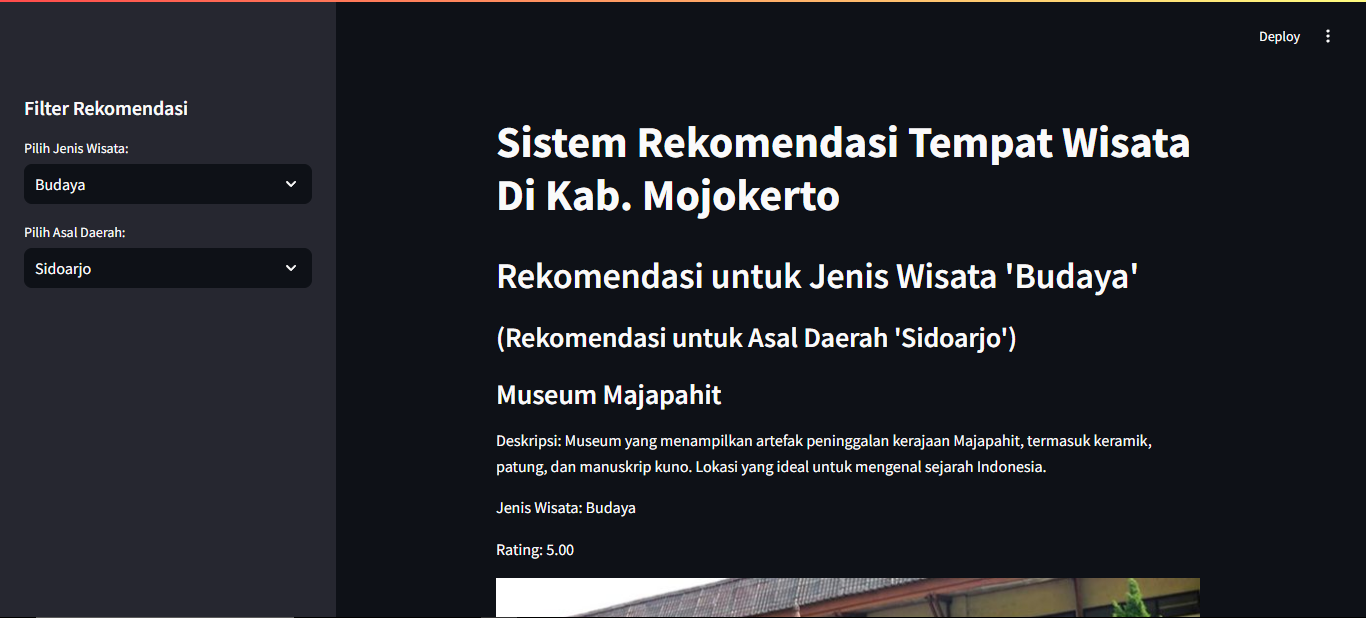 Deploy
Filter Rekomendasi
Pilih Jenis Wisata:
Budaya
Pilih Asal Daerah:
Sidoarjo
Sistem Rekomendasi Tempat Wisata
Di Kab. Mojokerto
Rekomendasi untuk Jenis Wisata 'Budaya'
(Rekomendasi untuk Asal Daerah 'Sidoarjo')
Museum Majapahit
Deskripsi: Museum yang menampilkan artefak peninggalan kerajaan Majapahit, termasuk keramik,
patung, dan manuskrip kuno. Lokasi yang ideal untuk mengenal sejarah Indonesia.
Jenis Wisata: Budaya
Rating: 5.00